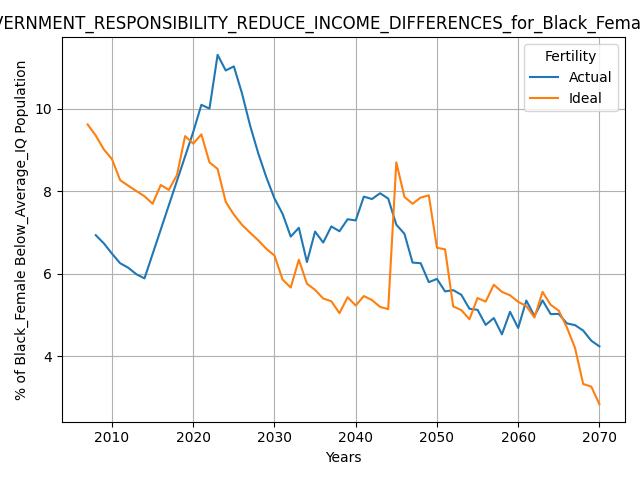 VERNMENT_RESPONSIBILITY_REDUCE_INCOME_DIFFERENCES_for_Black_Fema
% of Black_Female Below_Average_IQ Population
10
8
6
4
Fertility
Actual
Ideal
2010 2020 2030 2040 2050 2060 2070
Years